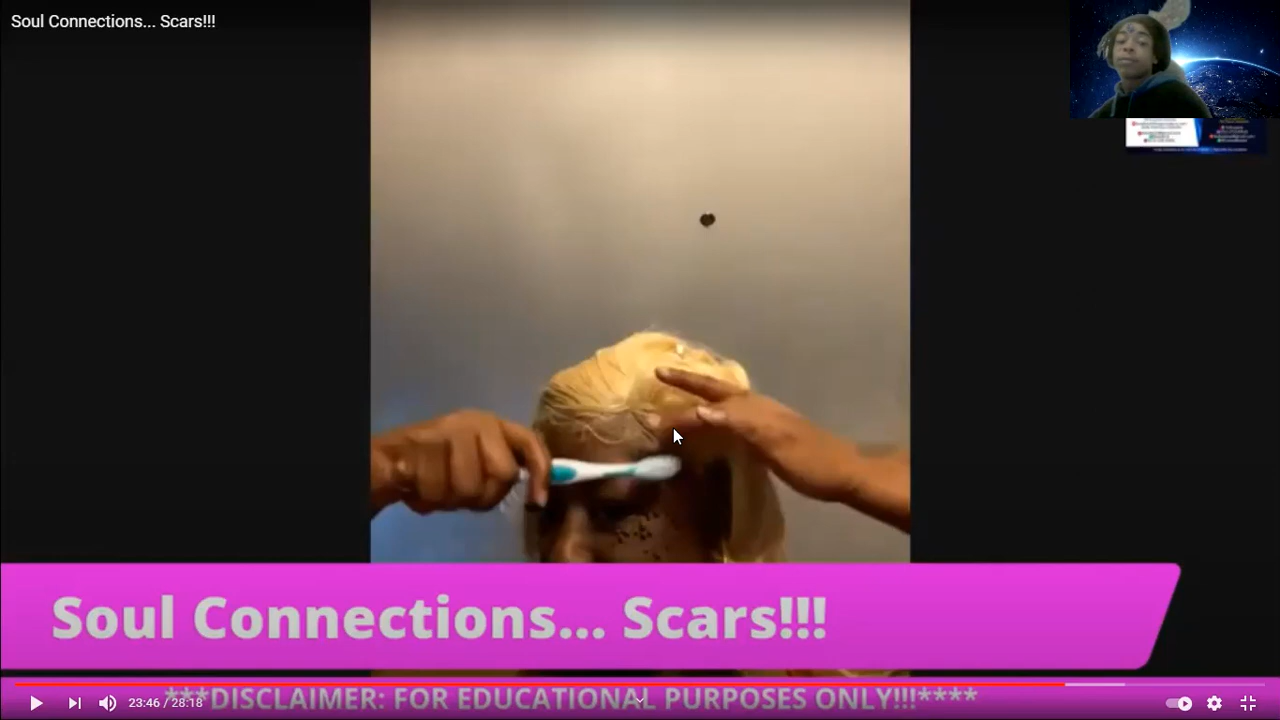 Soul Connections... Scars!!!
Soul Connections... Scars!!!
***DISCLAIMER: FOR EDUCATIONAL PURPOSES ONLY!!!****
23:46 / 28:18